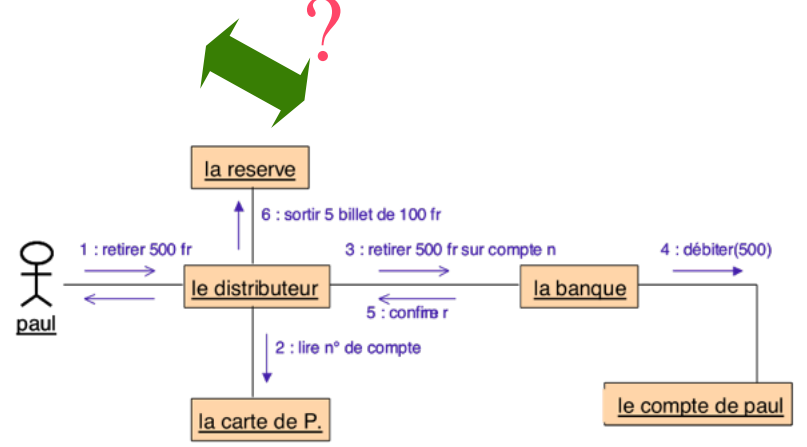 ?
la reserve
6 : sortir 5 billet de 100 fr
1 : retirer 500 fr
3 : retirer 500 fr sur compte n
4 : débiter(500)
le distributeur
la banque
paul
5 : confirme r
2 : lire n° de compte
la carte de P.
le compte de paul